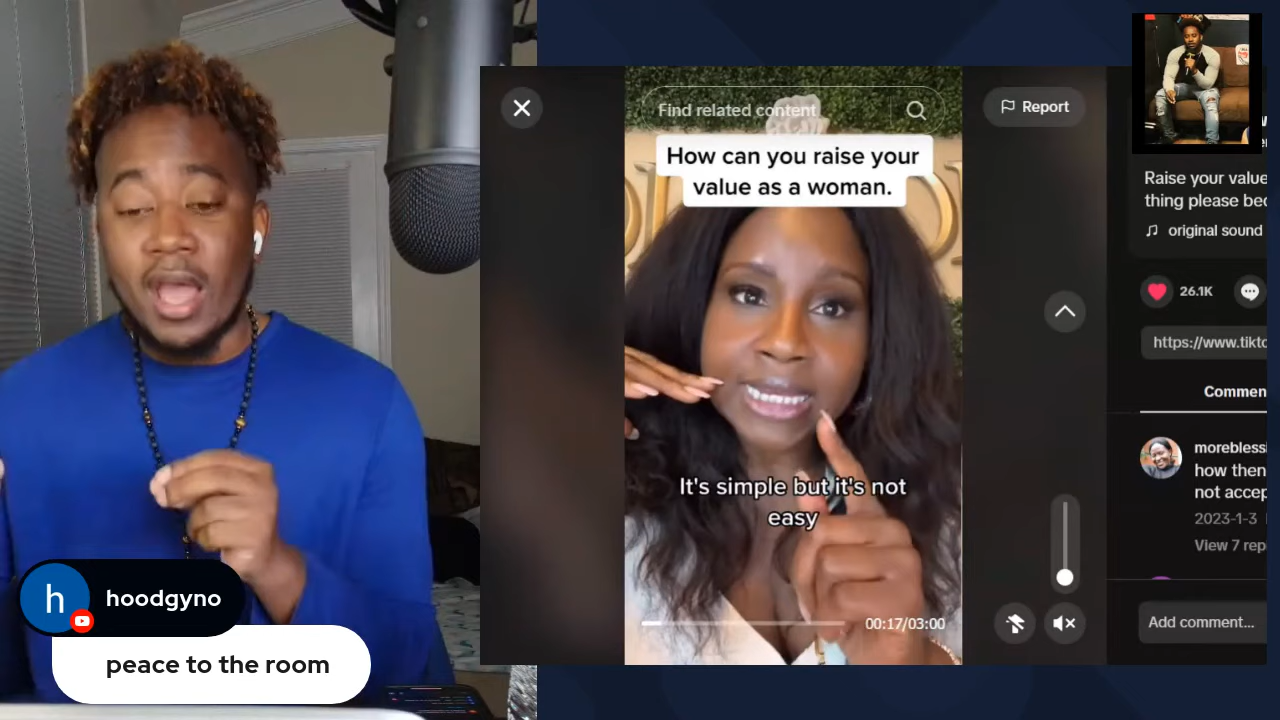 Find related content
Report
How can you raise your
value as a woman.
Raise your value
thing please bec
original sound
26.1K
https://www.tikto
Commen
moreblessi
how then
not accep
2023-1-3
View 7 rep
It's simple but it's not
easy
00:17/03:00
Add comment...
h
hoodgyno
peace to the room